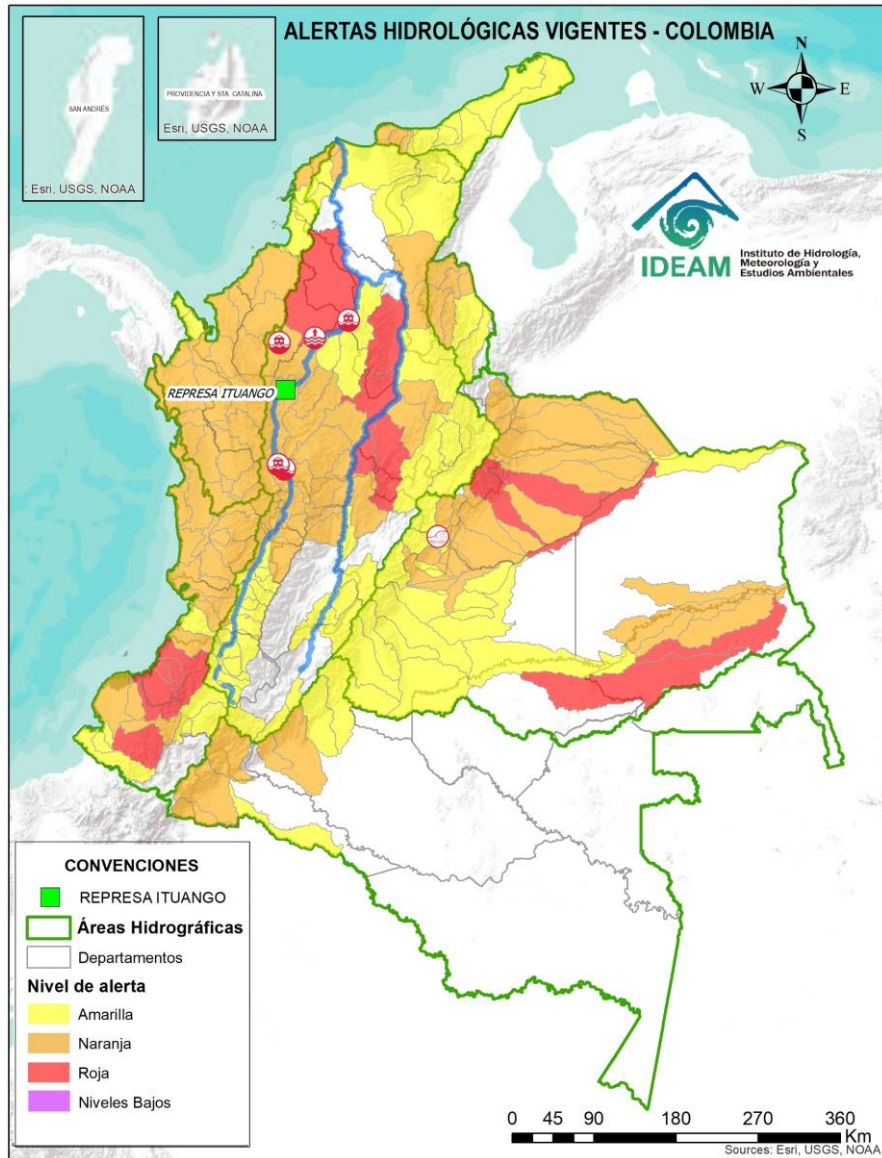 ALERTAS HIDROLÓGICAS VIGENTES - COLOMBIA
SAN ANDRÉS
: Esri, USGS, NOAA
PROVIDENCIA Y STA. CATALINA
Esri, USGS, NOAA
N
W
E
S
IDEAM
Instituto de Hidrología,
Meteorología y
Estudios Ambientales
REPRESA ITUANGO
CONVENCIONES
REPRESA ITUANGO
Áreas Hidrográficas
Departamentos
Nivel de alerta
Amarilla
Naranja
Roja
Niveles Bajos
0 45 90 180 270 360
Km
Sources: Esri, USGS, NOAA